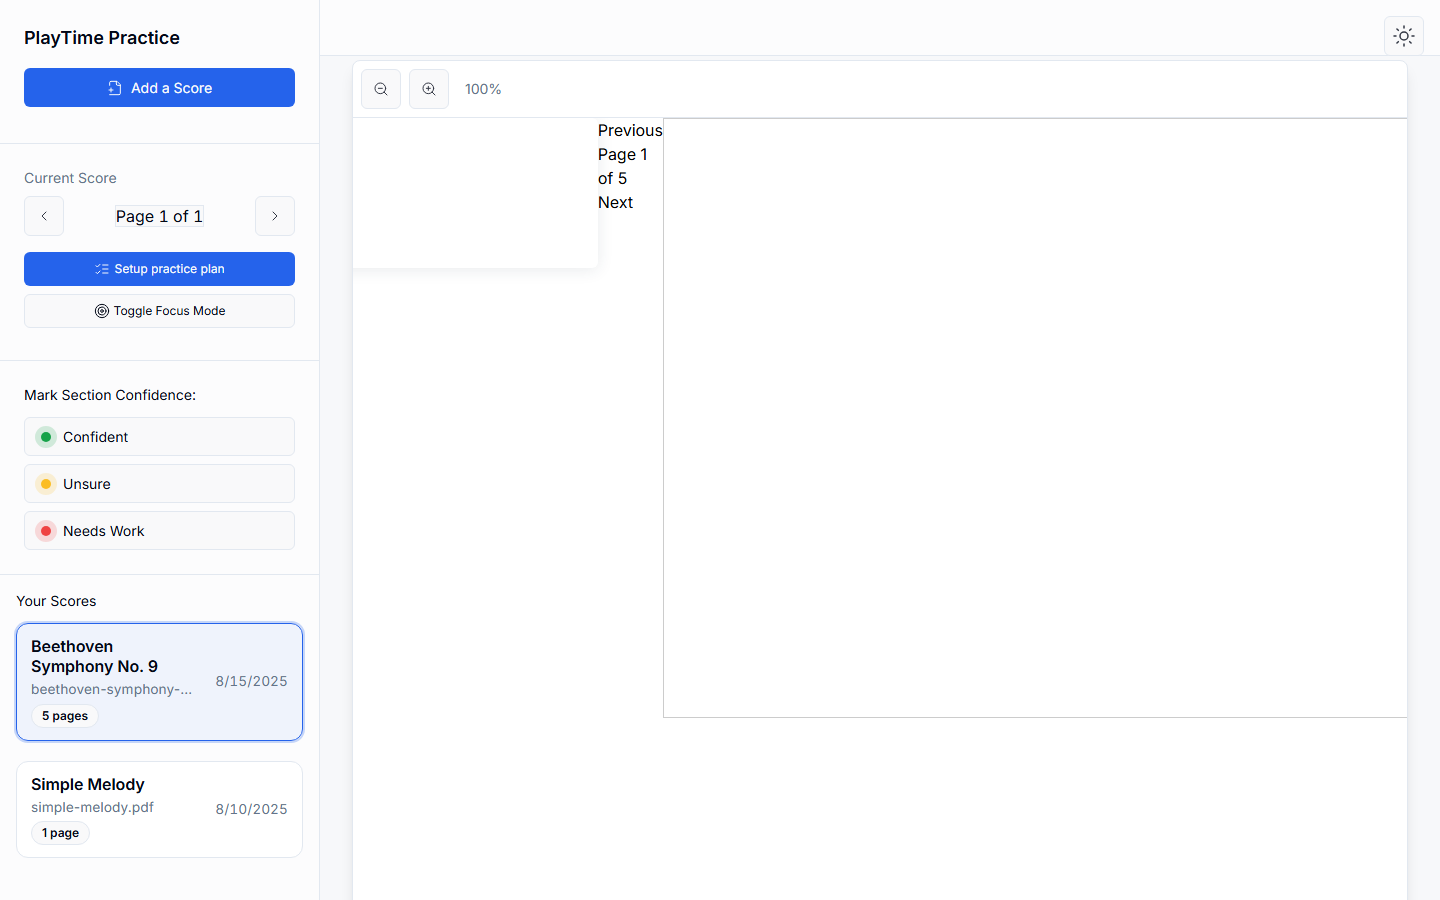 PlayTime Practice
Add a Score
Current Score
Page 1 of 1
Setup practice plan
Toggle Focus Mode
Mark Section Confidence:
Confident
Unsure
Needs Work
Your Scores
Beethoven
Symphony No. 9
beethoven-symphony-...
8/15/2025
5 pages
Simple Melody
simple-melody.pdf
8/10/2025
1 page
100%
Previous
Page 1
of 5
Next